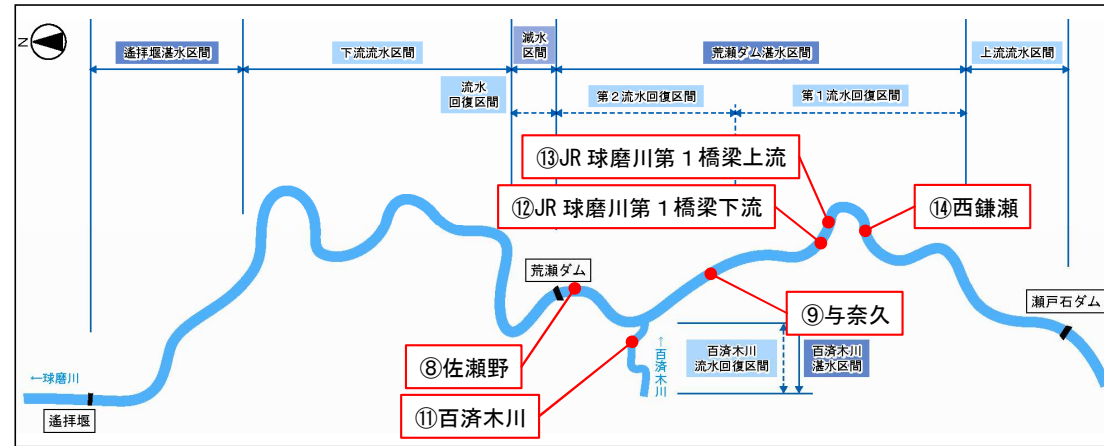 N
遙拝堰湛水区間
下流流水区間
減水
区間
荒瀬ダム湛水区間
上流流水区間
流水
回復区間
第2流水回復区間
第1流水回復区間
⑬JR 球磨川第1橋梁上流
⑫JR 球磨川第1橋梁下流
⑭西鎌瀬
荒瀬ダム
瀬戸石ダム
⑨与奈久
⑧佐瀬野
↑百済木川
百済木川
流水回復区間
百済木川
湛水区間
←球磨川
⑪百済木川
遙拝堰